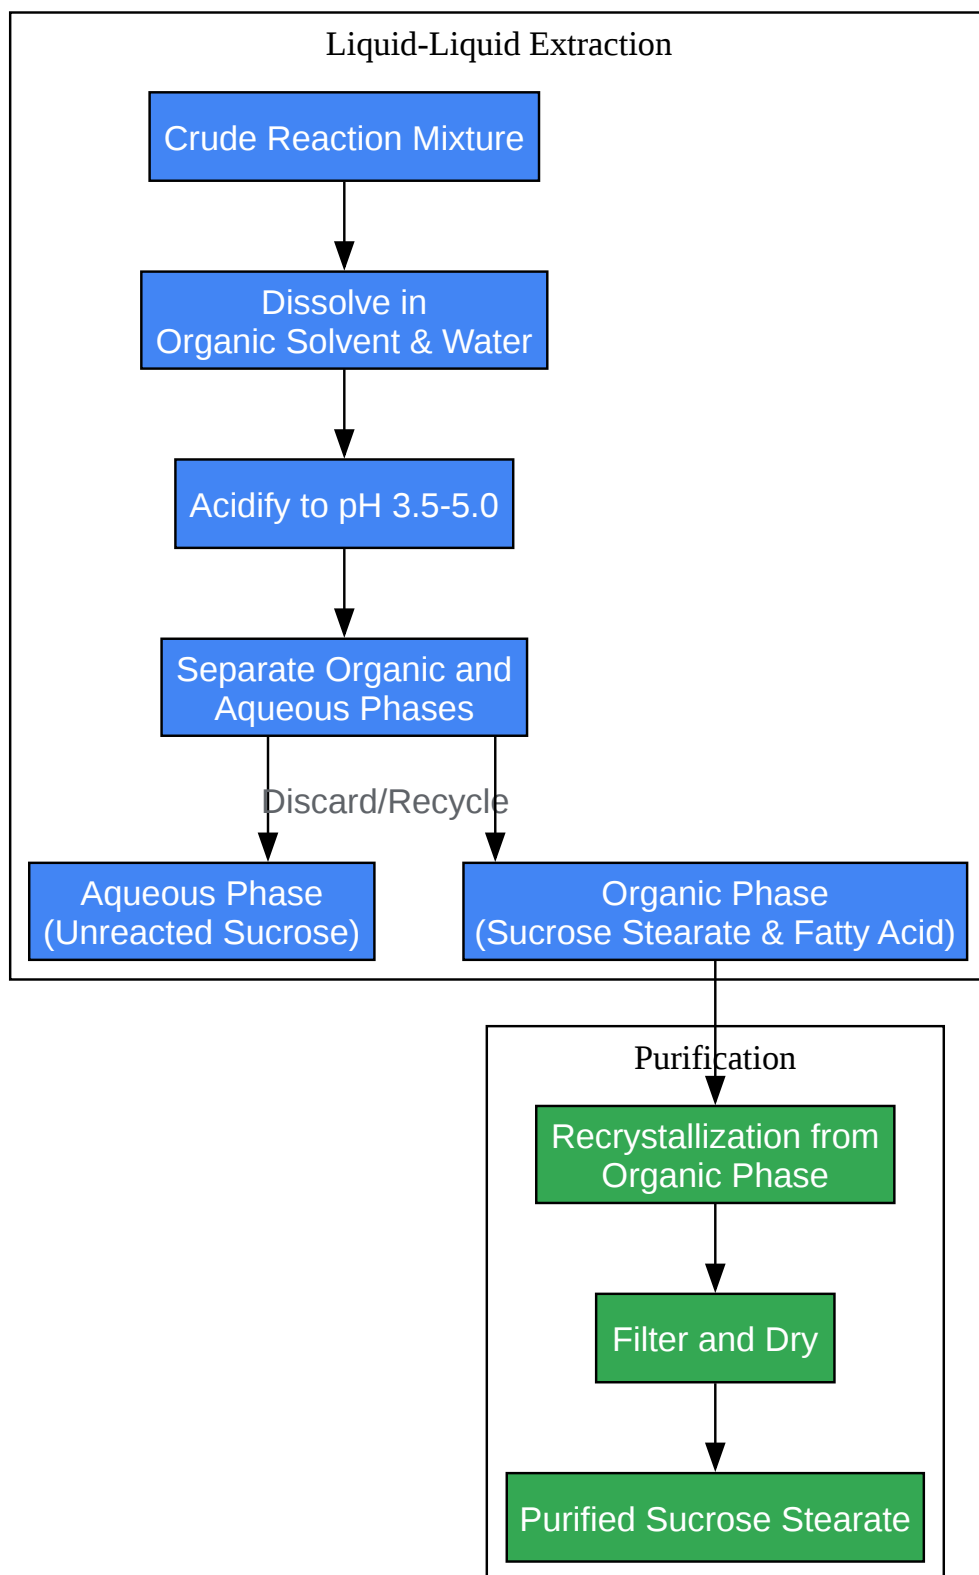 Liquid-Liquid Extraction
Crude Reaction Mixture
Dissolve in
Organic Solvent & Water
Acidify to pH 3.5-5.0
Separate Organic and
Aqueous Phases
Discard/Recycle
Aqueous Phase
(Unreacted Sucrose)
Organic Phase
(Sucrose Stearate & Fatty Acid)
Purification
Recrystallization from
Organic Phase
Filter and Dry
Purified Sucrose Stearate